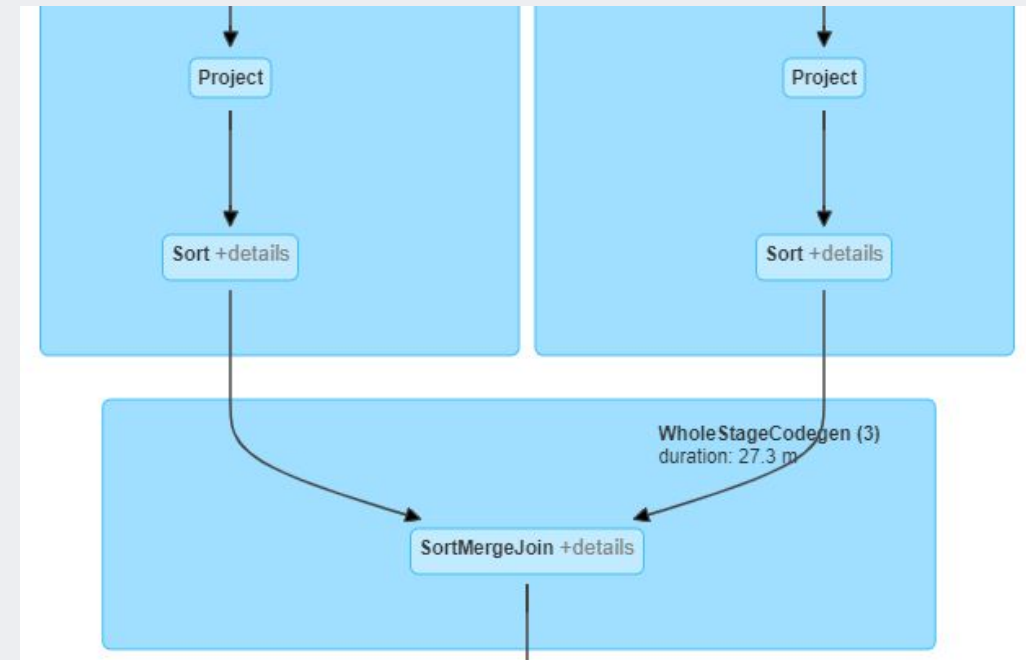 Project
Project
Sort +details
Sort +details
WholeStageCodegen (3)
duration: 27.3 m
SortMergeJoin +details